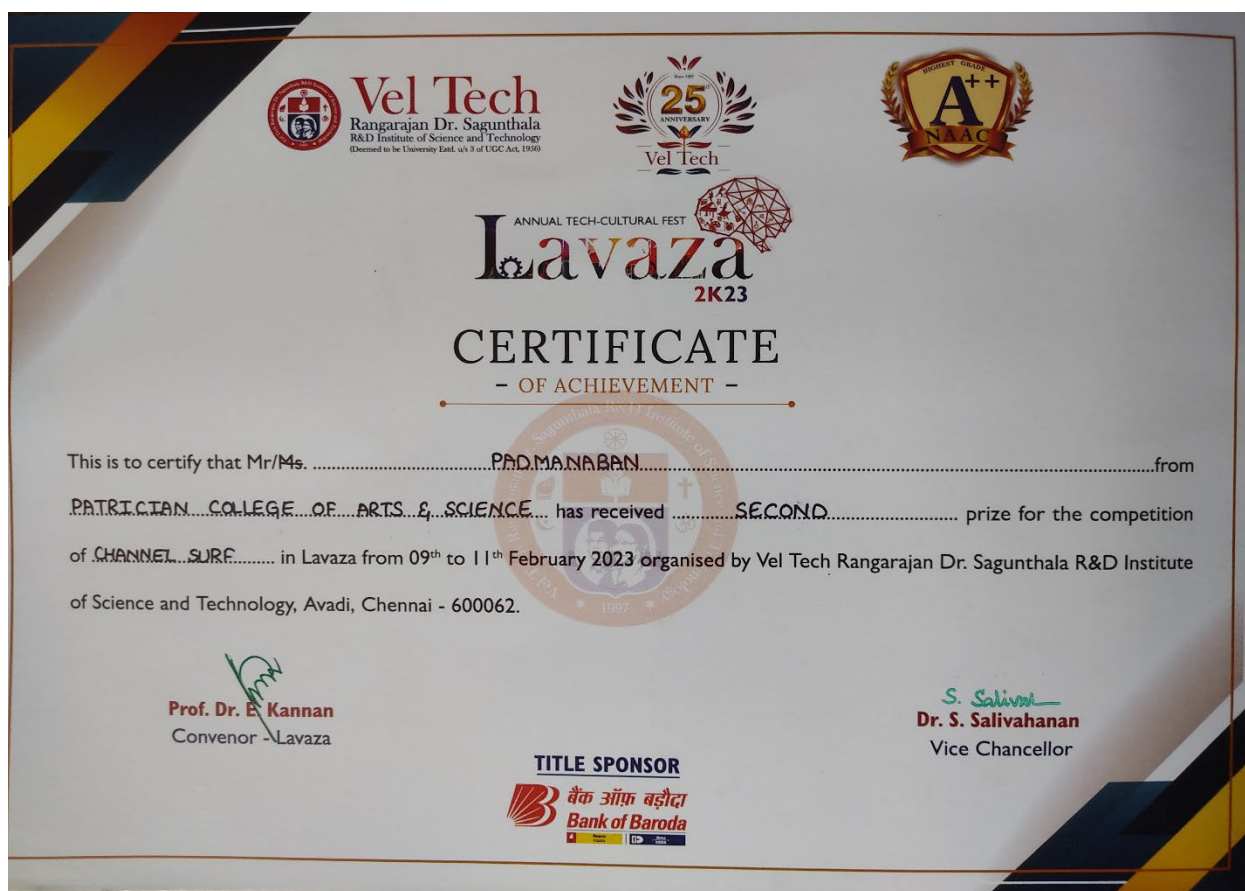 Vel Tech
Rangarajan Dr. Sagunthala
R&D Institute of Science and Technology
(Deemed to be University Estd. u/s 3 of UGC Act, 1956)
Since 1997
25
ANNIVERSARY
Vel Tech
HIGHEST GRADE
A++
NAAC
ANNUAL TECH-CULTURAL FEST
Lavaza
2K23
CERTIFICATE
- OF ACHIEVEMENT -
This is to certify that Mr/Ms. PADMANABAN from
PATRICIAN COLLEGE OF ARTS & SCIENCE has received SECOND prize for the competition
of CHANNEL SURF in Lavaza from 09th to 11th February 2023 organised by Vel Tech Rangarajan Dr. Sagunthala R&D Institute
of Science and Technology, Avadi, Chennai - 600062.
1997
Prof. Dr. E. Kannan
Convenor - Lavaza
S. Saliva
Dr. S. Salivahanan
Vice Chancellor
TITLE SPONSOR
बैंक ऑफ़ बड़ौदा
Bank of Baroda